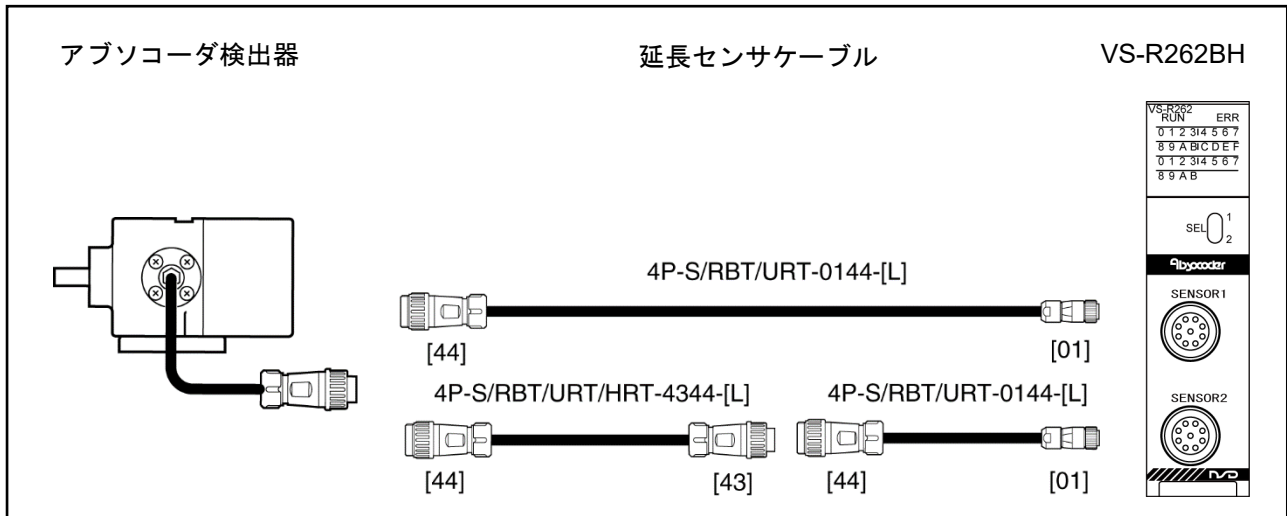 アブソコーダ検出器
延長センサケーブル
VS-R262BH
VS-R262
RUN ERR
0 1 2 3 4 5 6 7
8 9 A B C D E F
0 1 2 3 4 5 6 7
8 9 A B
SEL 1
2
Absocoder
SENSOR1
SENSOR2
NSD
4P-S/RBT/URT-0144-[L]
[44] [01]
4P-S/RBT/URT/HRT-4344-[L] 4P-S/RBT/URT-0144-[L]
[44] [43] [44] [01]